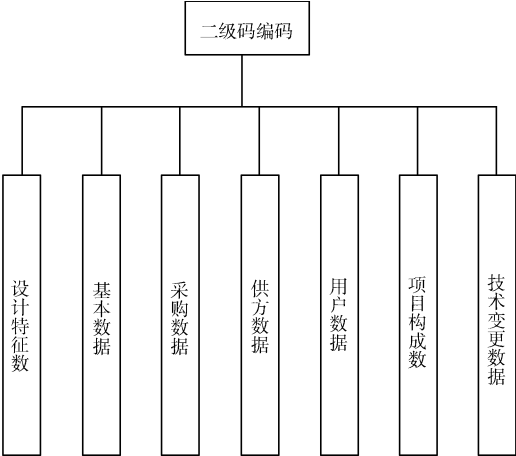 二级码编码
设计特征数
基本数据
采购数据
供方数据
用户数据
项目构成数
技术变更数据